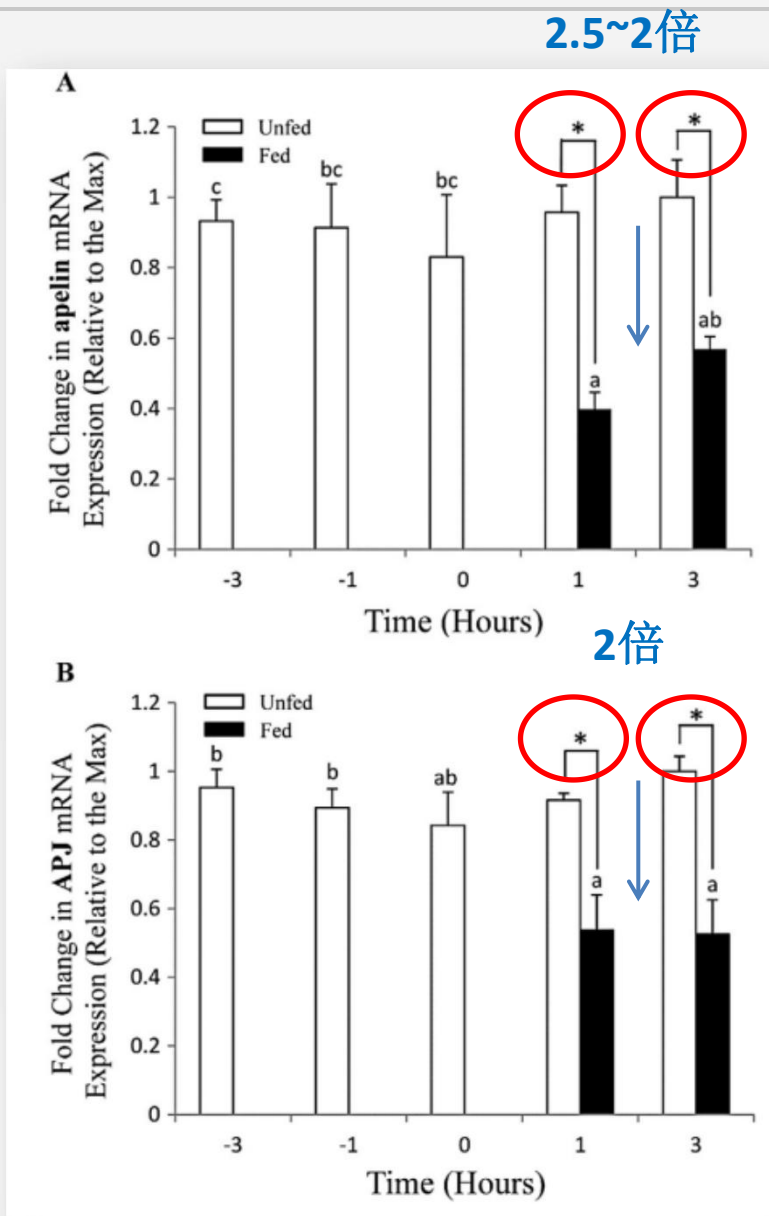 2.5~2倍
A
Unfed
Fed
Fold Change in apelin mRNA
Expression (Relative to the Max)
1.2
1
0.8
0.6
0.4
0.2
0
c
bc
bc
*
a
*
ab
-3 -1 0 1 3
Time (Hours)
2倍
B
Unfed
Fed
Fold Change in APJ mRNA
Expression (Relative to the Max)
1.2
1
0.8
0.6
0.4
0.2
0
b
b
ab
*
a
*
a
-3 -1 0 1 3
Time (Hours)